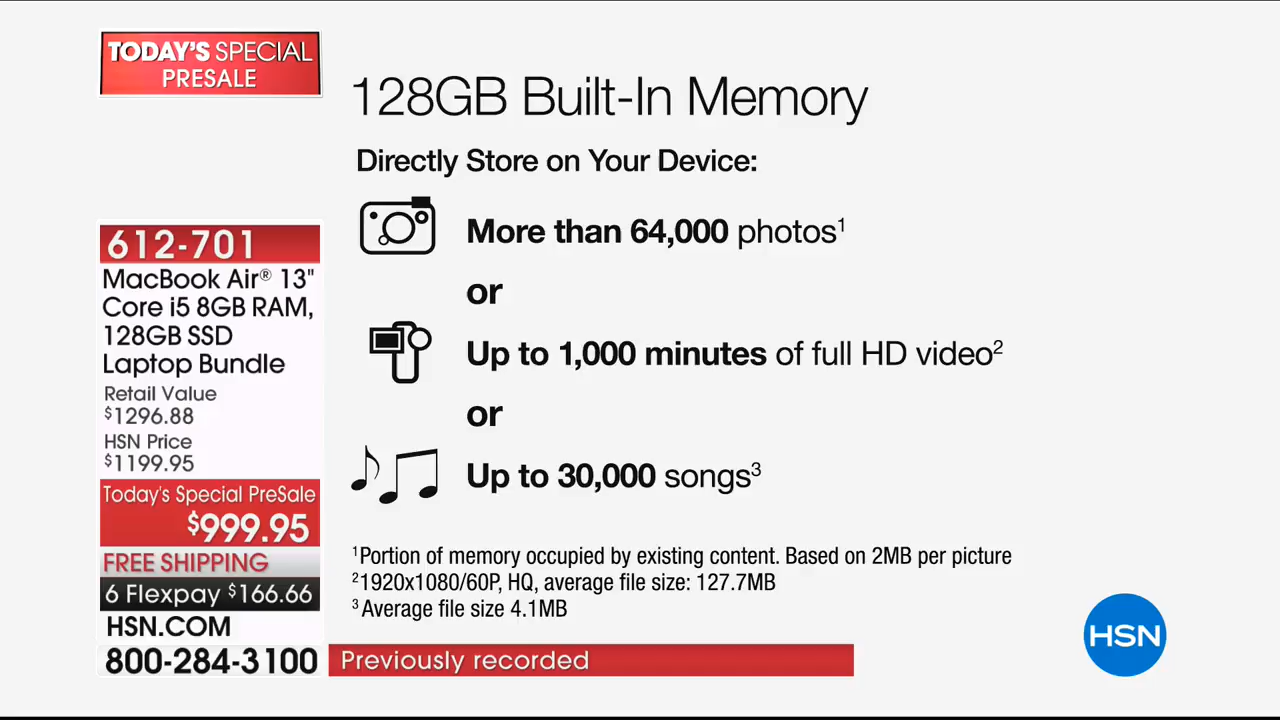 TODAY'S SPECIAL
PRESALE
128GB Built-In Memory
Directly Store on Your Device:
More than 64,000 photos¹
or
Up to 1,000 minutes of full HD video²
or
Up to 30,000 songs³
¹Portion of memory occupied by existing content. Based on 2MB per picture
²1920x1080/60P, HQ, average file size: 127.7MB
³Average file size 4.1MB
612-701
MacBook Air® 13"
Core i5 8GB RAM,
128GB SSD
Laptop Bundle
Retail Value
$1296.88
HSN Price
$1199.95
Today's Special PreSale
$999.95
FREE SHIPPING
6 Flexpay $166.66
HSN.COM
800-284-3100
Previously recorded
HSN